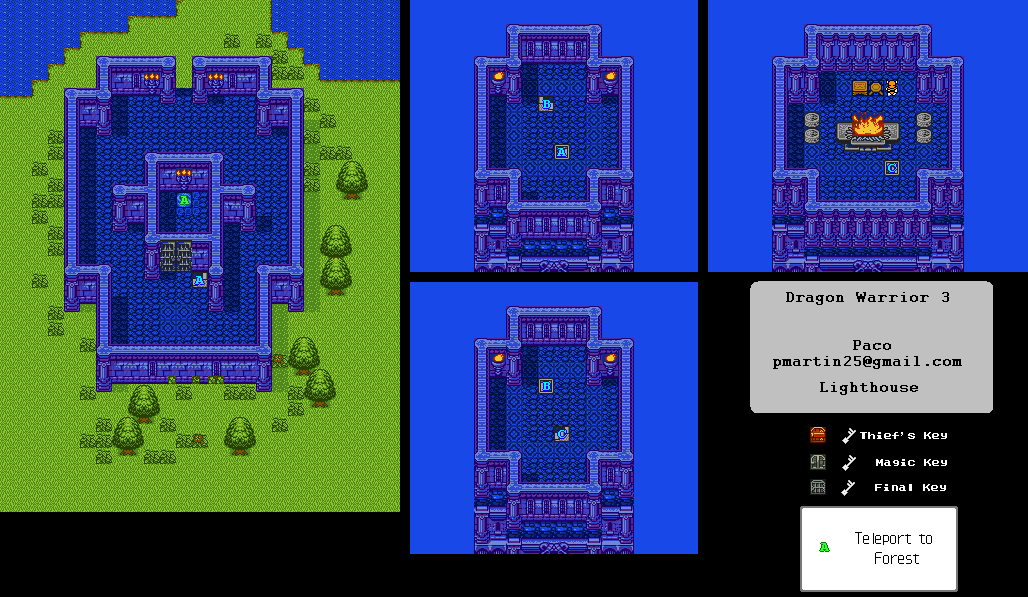 A
A
B
A
C
B
C
Dragon Warrior 3
Paco
pmartin25@gmail.com
Lighthouse
Thief's Key
Magic Key
Final Key
A Teleport to
Forest